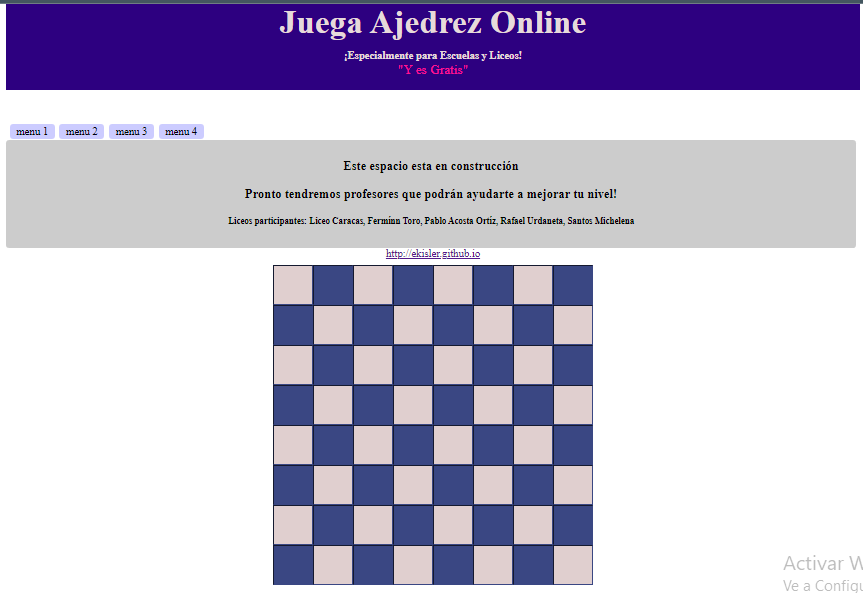 Juega Ajedrez Online
¡Especialmente para Escuelas y Liceos!
"Y es Gratis"
menu 1 menu 2 menu 3 menu 4
Este espacio esta en construcción
Pronto tendremos profesores que podrán ayudarte a mejorar tu nivel!
Liceos participantes: Liceo Caracas, Ferminn Toro, Pablo Acosta Ortíz, Rafael Urdaneta, Santos Michelena
http://ekisler.github.io
Activar W
Ve a Configu